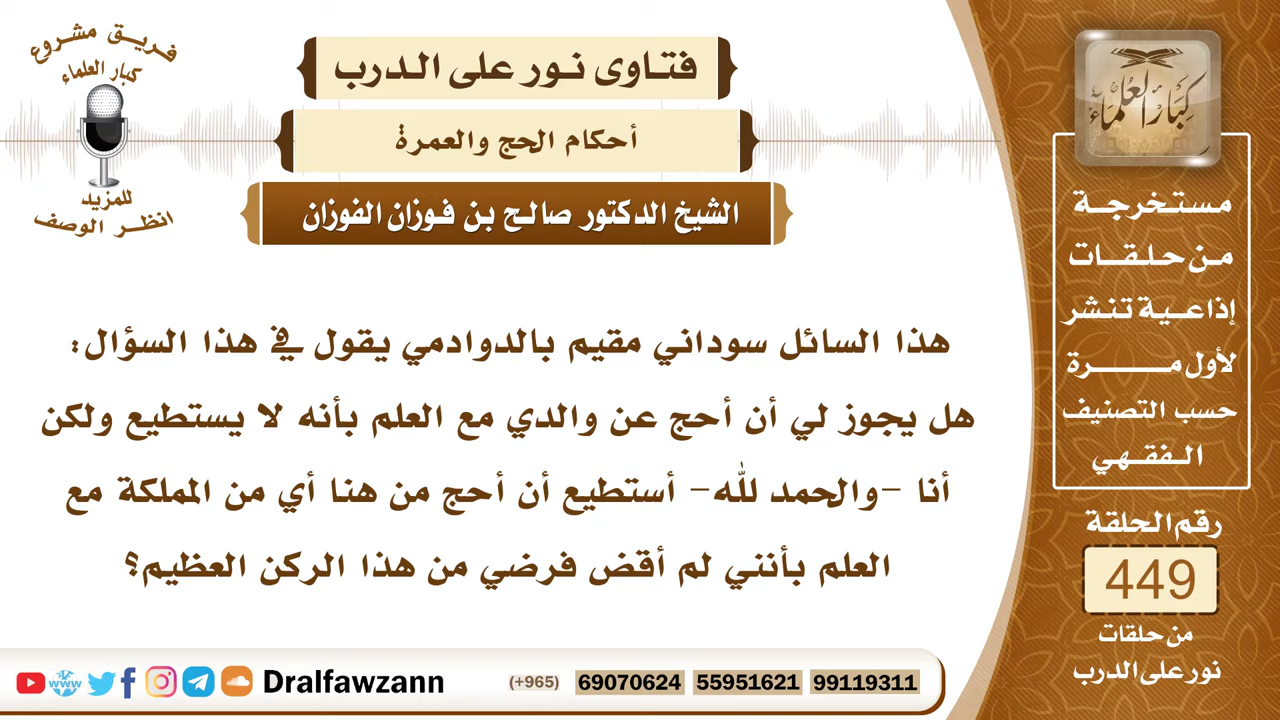 فريق مشروع
كبار العلماء
للمزيد
انظر الوصف
فتاوى نور على الدرب
أحكام الحج والعمرة
الشيخ الدكتور صالح بن فوزان الفوزان
هذا السائل سوداني مقيم بالدوادمي يقول في هذا السؤال:
هل يجوز لي أن أحج عن والدي مع العلم بأنه لا يستطيع ولكن
أنا -والحمد لله- أستطيع أن أحج من هنا أي من المملكة مع
العلم بأنني لم أقض فرضي من هذا الركن العظيم؟
كبار العلماء
مستخرجة
من حلقات
إذاعية تنشر
لأول مرة
حسب التصنيف
الفقهي
رقم الحلقة
449
من حلقات
نور على الدرب
www
Dralfawzann
(+965) 69070624 55951621 99119311